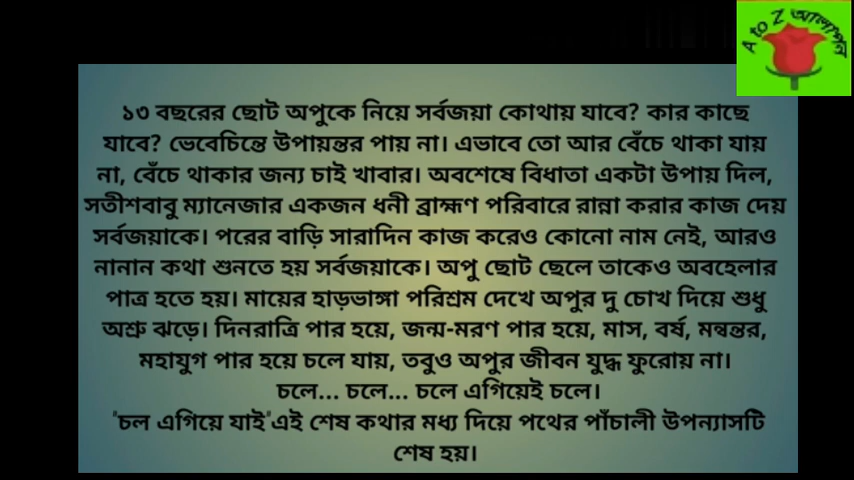 A to Z আলাপন
১৩ বছরের ছোট অপুকে নিয়ে সর্বজয়া কোথায় যাবে? কার কাছে
যাবে? ভেবেচিন্তে উপায়ন্তর পায় না। এভাবে তো আর বেঁচে থাকা যায়
না, বেঁচে থাকার জন্য চাই খাবার। অবশেষে বিধাতা একটা উপায় দিল,
সতীশবাবু ম্যানেজার একজন ধনী ব্রাহ্মণ পরিবারে রান্না করার কাজ দেয়
সর্বজয়াকে। পরের বাড়ি সারাদিন কাজ করেও কোনো নাম নেই, আরও
নানান কথা শুনতে হয় সর্বজয়াকে। অপু ছোট ছেলে তাকেও অবহেলার
পাত্র হতে হয়। মায়ের হাড়ভাঙ্গা পরিশ্রম দেখে অপুর দু চোখ দিয়ে শুধু
অশ্রু ঝড়ে। দিনরাত্রি পার হয়ে, জন্ম-মরণ পার হয়ে, মাস, বর্ষ, মন্বন্তর,
মহাযুগ পার হয়ে চলে যায়, তবুও অপুর জীবন যুদ্ধ ফুরোয় না।
চলে... চলে... চলে এগিয়েই চলে।
"চল এগিয়ে যাই"এই শেষ কথার মধ্য দিয়ে পথের পাঁচালী উপন্যাসটি
শেষ হয়।